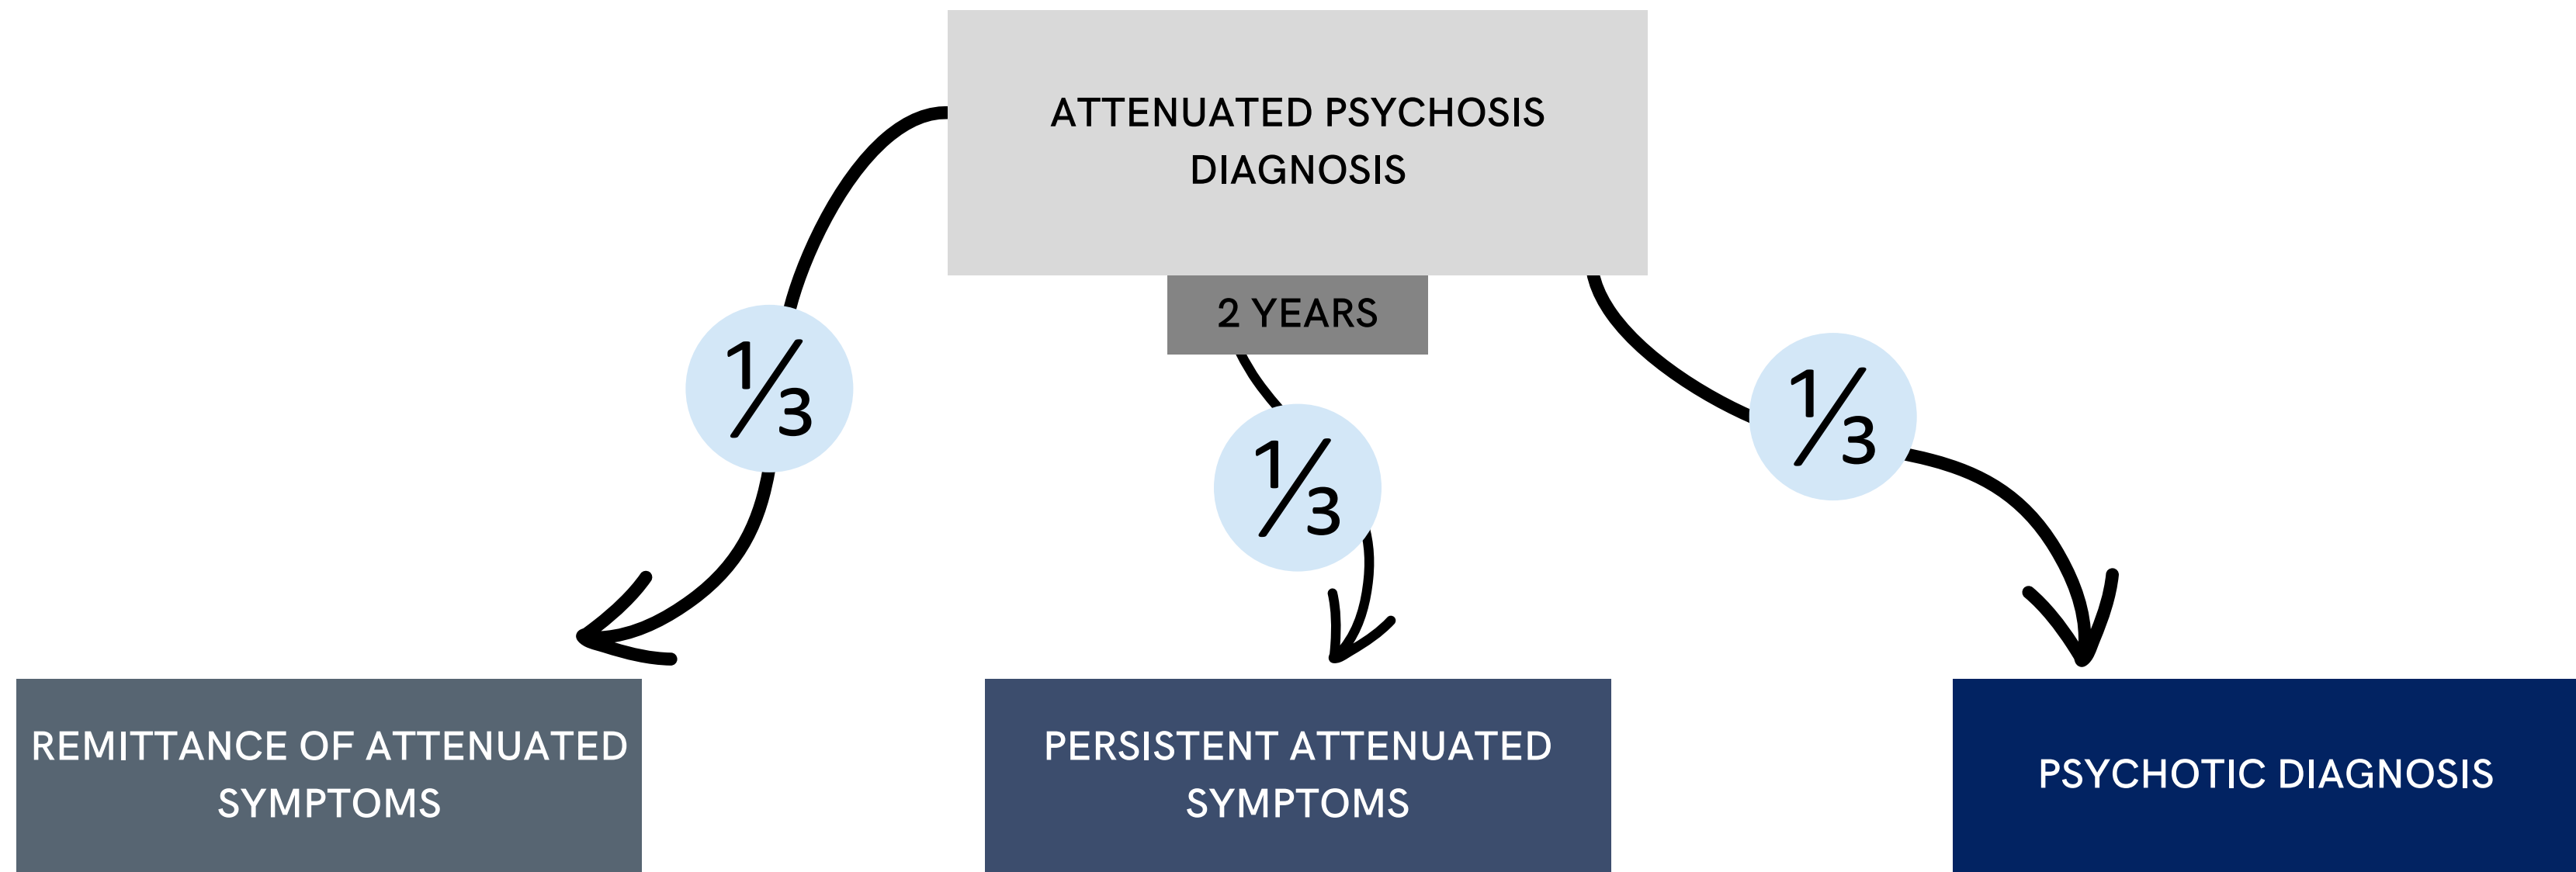 ATTENUATED PSYCHOSIS
DIAGNOSIS
2 YEARS
⅓
⅓
⅓
REMITTANCE OF ATTENUATED
SYMPTOMS
PERSISTENT ATTENUATED
SYMPTOMS
PSYCHOTIC DIAGNOSIS